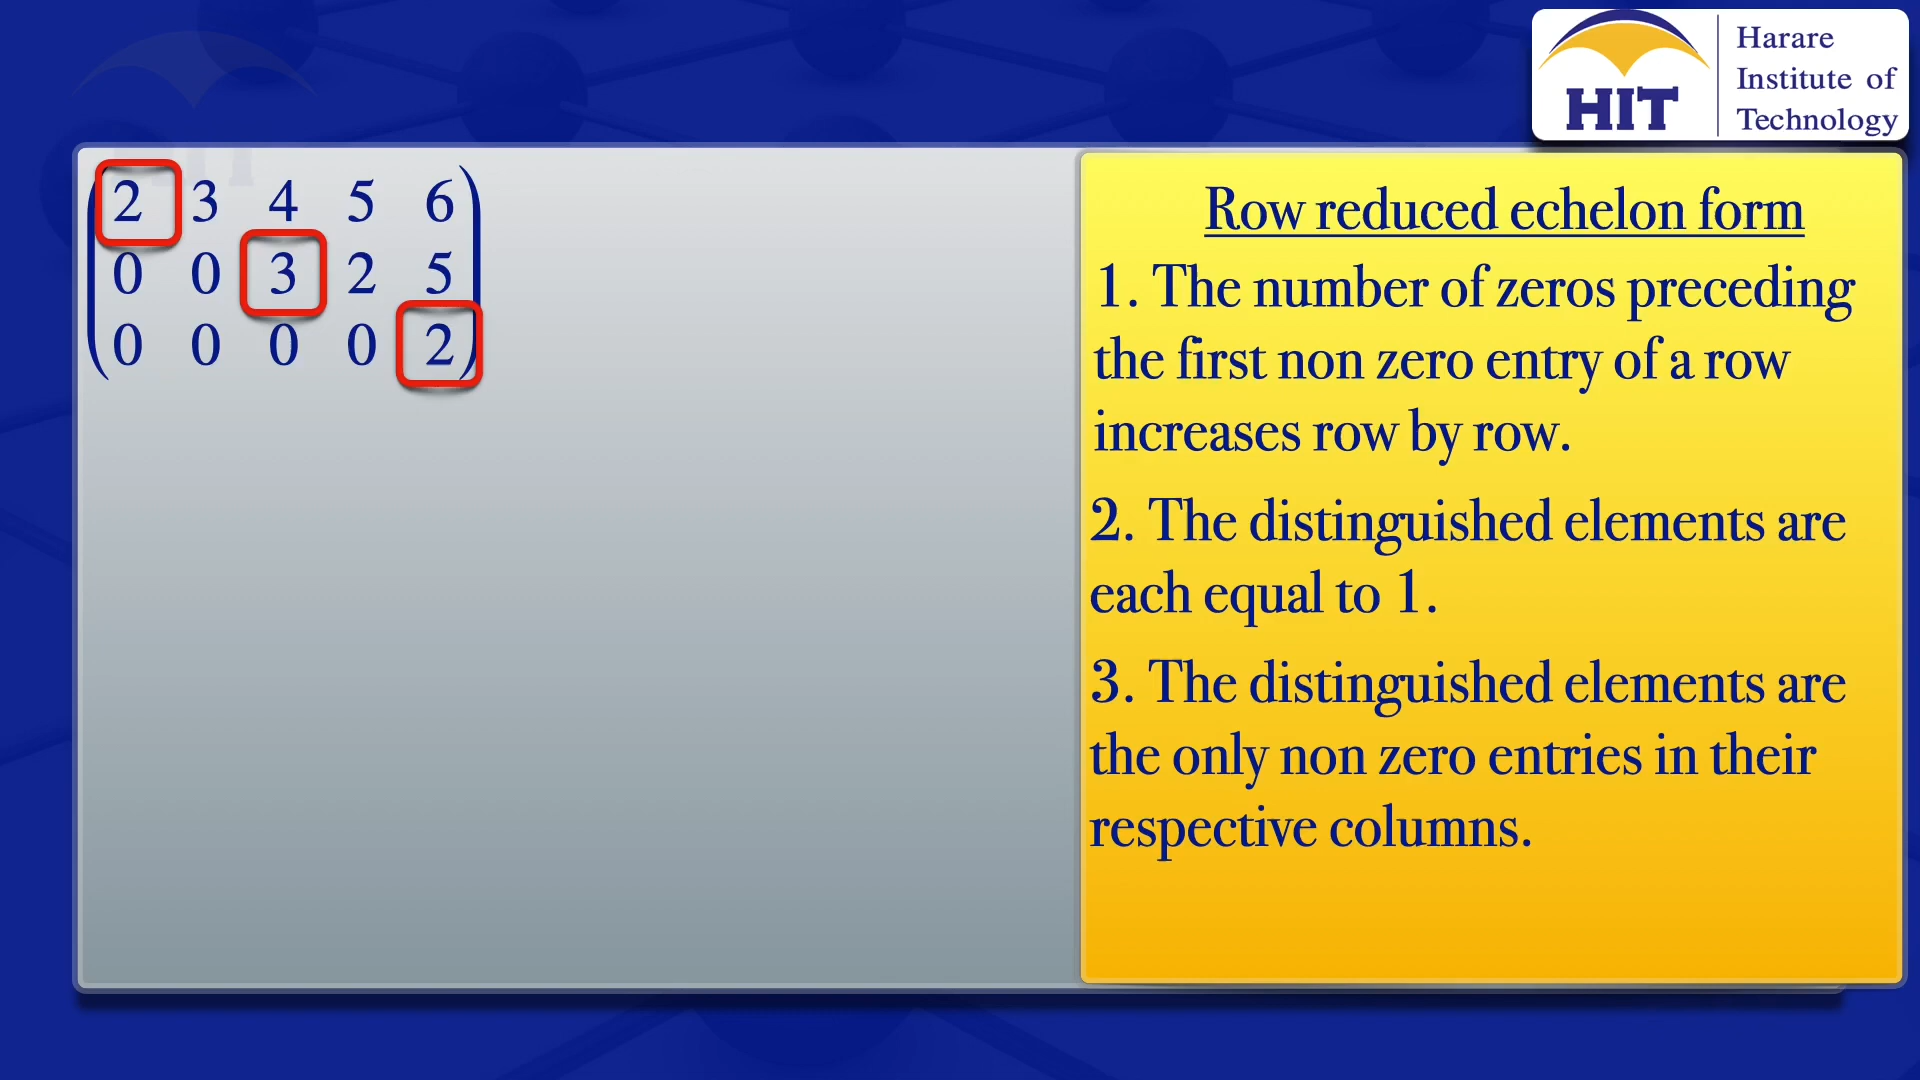 HIT
Harare
Institute of
Technology
2 3 4 5 6
0 0 3 2 5
0 0 0 0 2
Row reduced echelon form
1. The number of zeros preceding
the first non zero entry of a row
increases row by row.
2. The distinguished elements are
each equal to 1.
3. The distinguished elements are
the only non zero entries in their
respective columns.